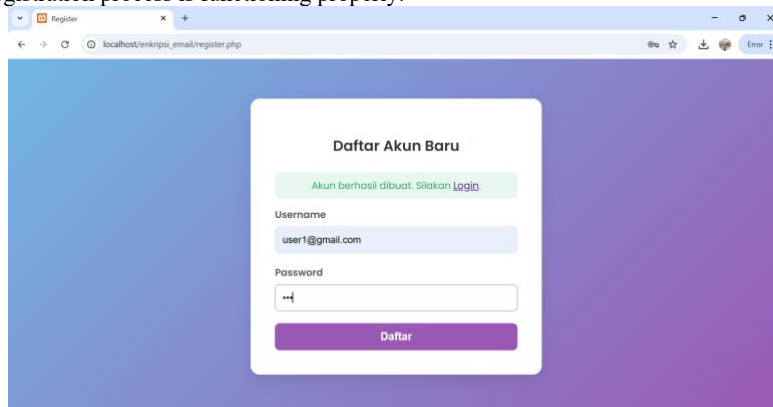 registration process is functioning properly.
Register
localhost/enkripsi_email/register.php
Error
Daftar Akun Baru
Akun berhasil dibuat. Silakan Login.
Username
user1@gmail.com
Password
•••
Daftar